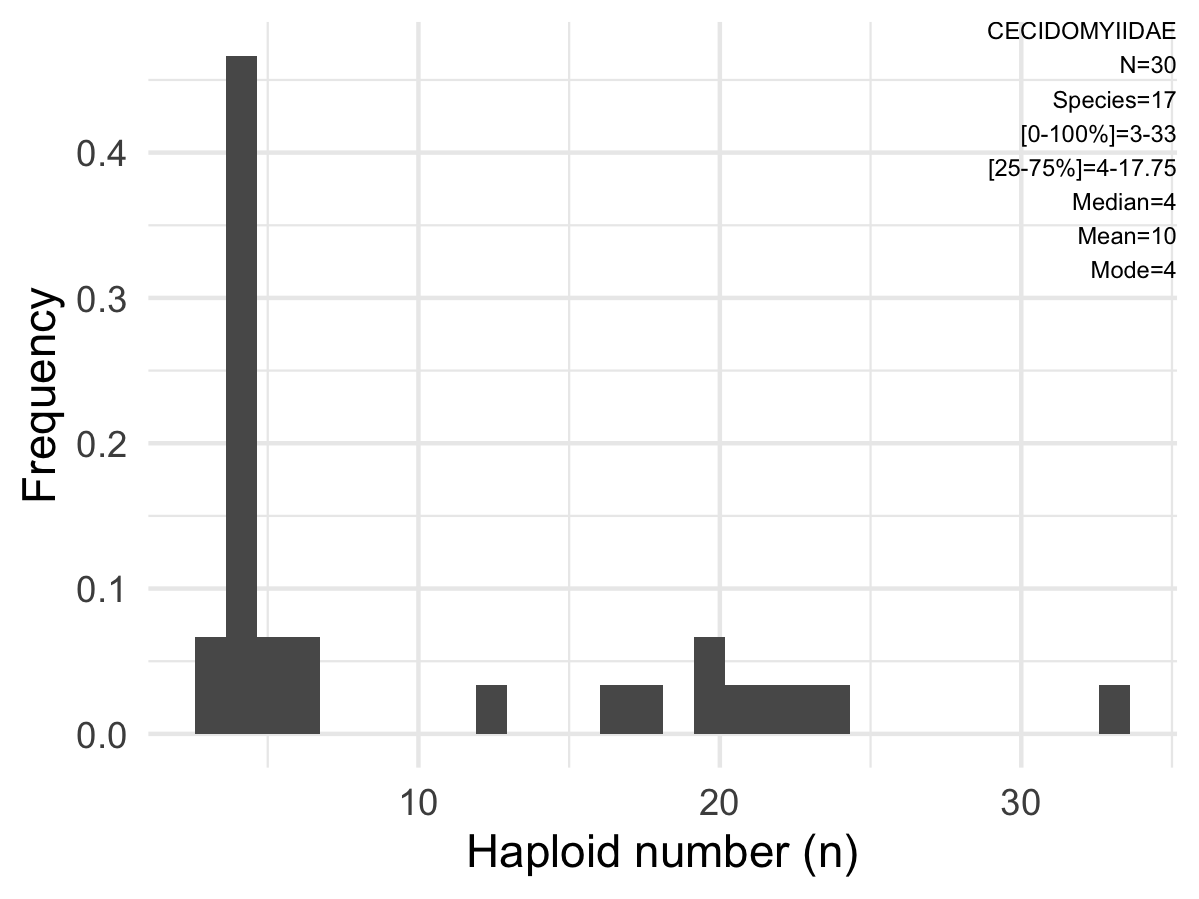 CECIDOMYIIDAE
N=30
Species=17
[0-100%]=3-33
[25-75%]=4-17.75
Median=4
Mean=10
Mode=4
Frequency
0.4
0.3
0.2
0.1
0.0
10 20 30
Haploid number (n)